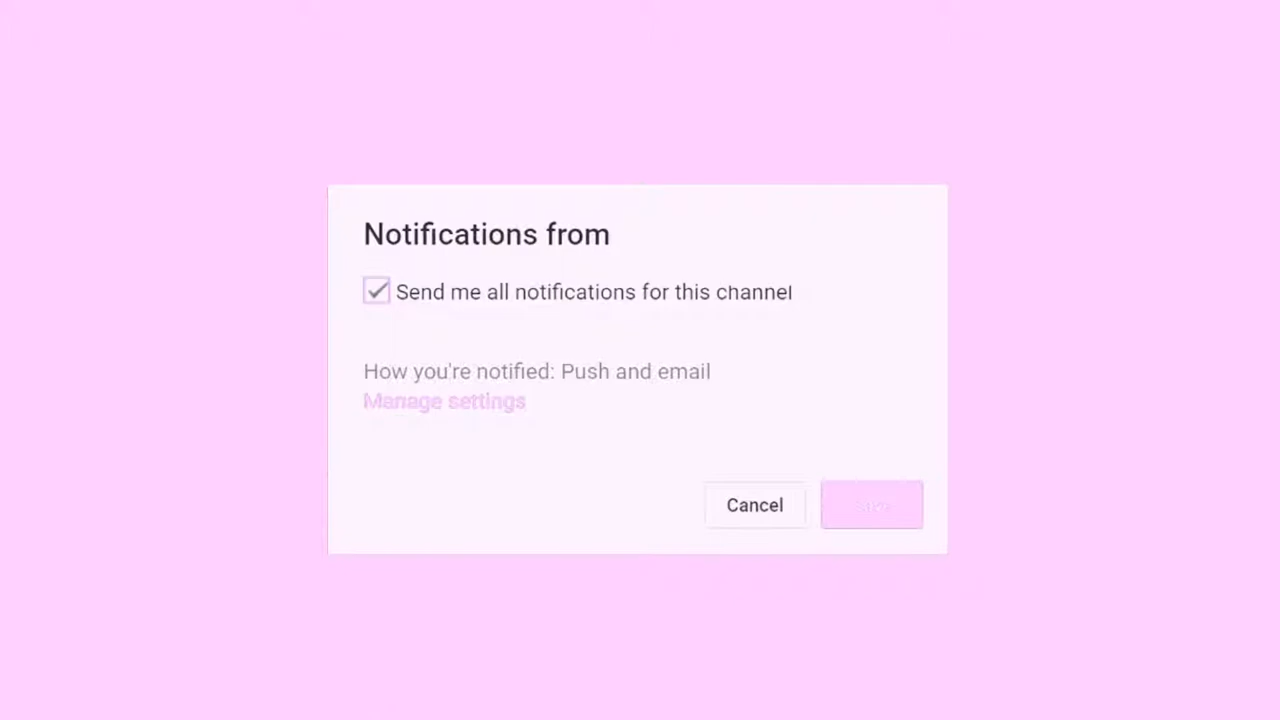 Notifications from
Send me all notifications for this channel
How you're notified: Push and email
Manage settings
Cancel
Save